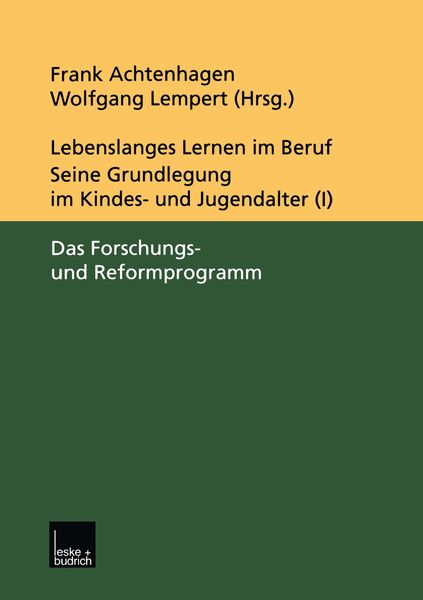 Frank Achtenhagen
Wolfgang Lempert (Hrsg.)
Lebenslanges Lernen im Beruf
Seine Grundlegung
im Kindes- und Jugendalter (I)
Das Forschungs-
und Reformprogramm
leske +
budrich